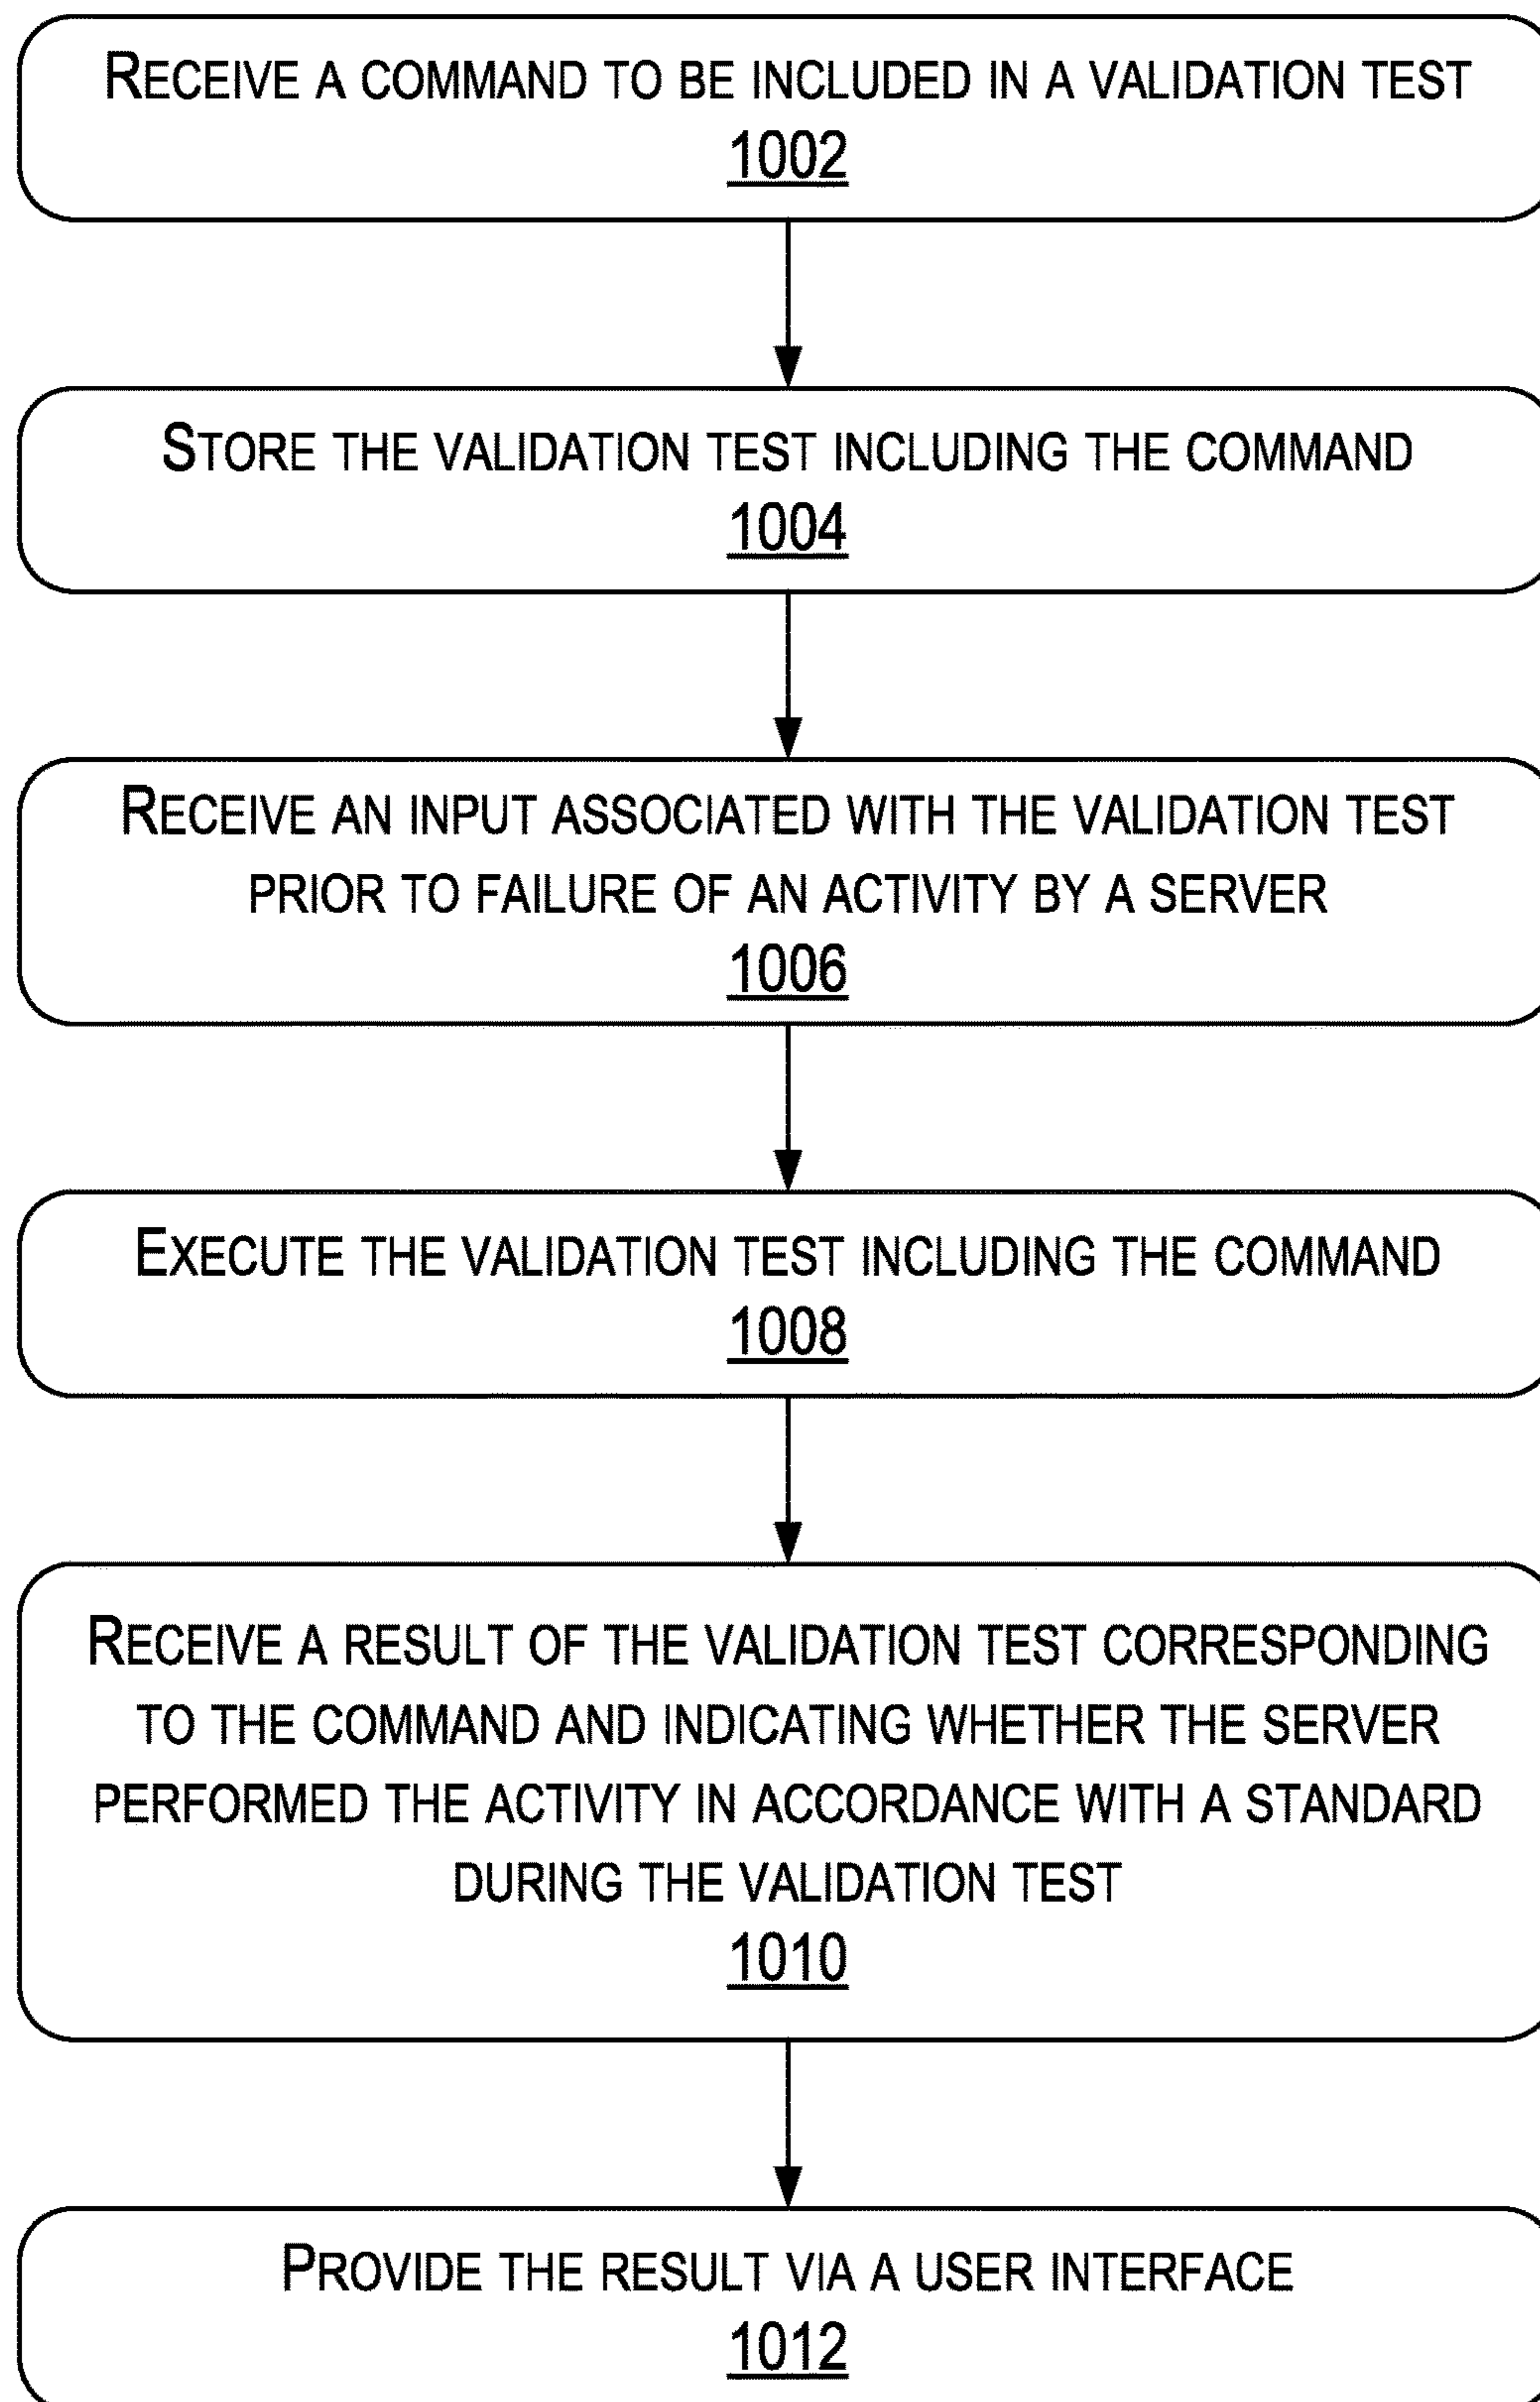 RECEIVE A COMMAND TO BE INCLUDED IN A VALIDATION TEST
1002
STORE THE VALIDATION TEST INCLUDING THE COMMAND
1004
RECEIVE AN INPUT ASSOCIATED WITH THE VALIDATION TEST
PRIOR TO FAILURE OF AN ACTIVITY BY A SERVER
1006
EXECUTE THE VALIDATION TEST INCLUDING THE COMMAND
1008
RECEIVE A RESULT OF THE VALIDATION TEST CORRESPONDING
TO THE COMMAND AND INDICATING WHETHER THE SERVER
PERFORMED THE ACTIVITY IN ACCORDANCE WITH A STANDARD
DURING THE VALIDATION TEST
1010
PROVIDE THE RESULT VIA A USER INTERFACE
1012